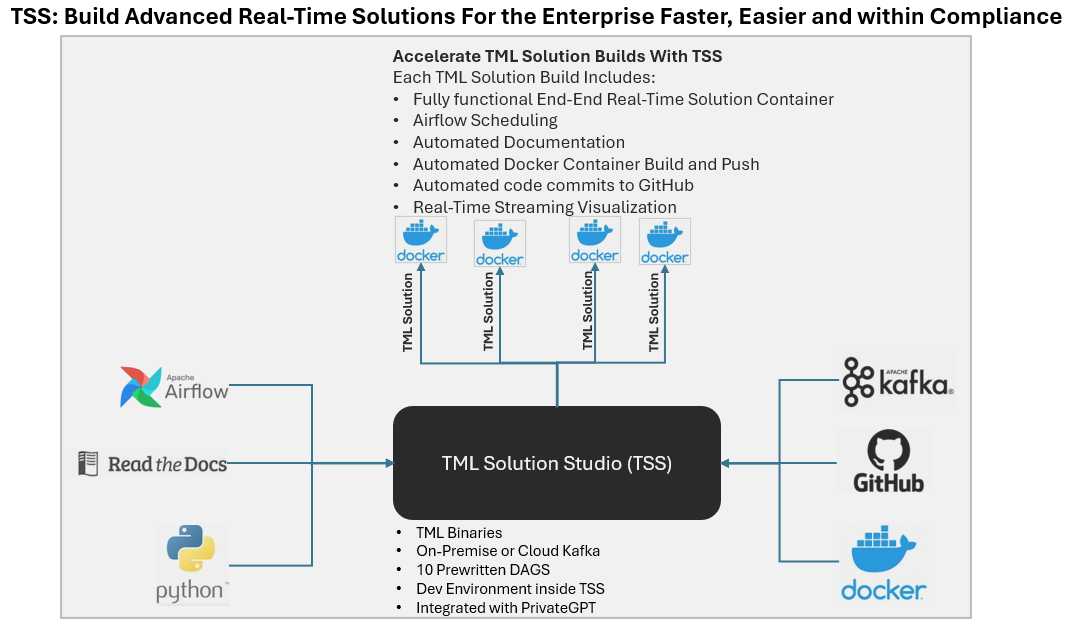 TSS: Build Advanced Real-Time Solutions For the Enterprise Faster, Easier and within Compliance
Accelerate TML Solution Builds With TSS
Each TML Solution Build Includes:
• Fully functional End-End Real-Time Solution Container
• Airflow Scheduling
• Automated Documentation
• Automated Docker Container Build and Push
• Automated code commits to GitHub
• Real-Time Streaming Visualization
docker
docker
docker
docker
TML Solution
TML Solution
TML Solution
TML Solution
APACHE
Airflow
Read the Docs
python™
TML Solution Studio (TSS)
APACHE
kafka®
GitHub
docker
• TML Binaries
• On-Premise or Cloud Kafka
• 10 Prewritten DAGS
• Dev Environment inside TSS
• Integrated with PrivateGPT